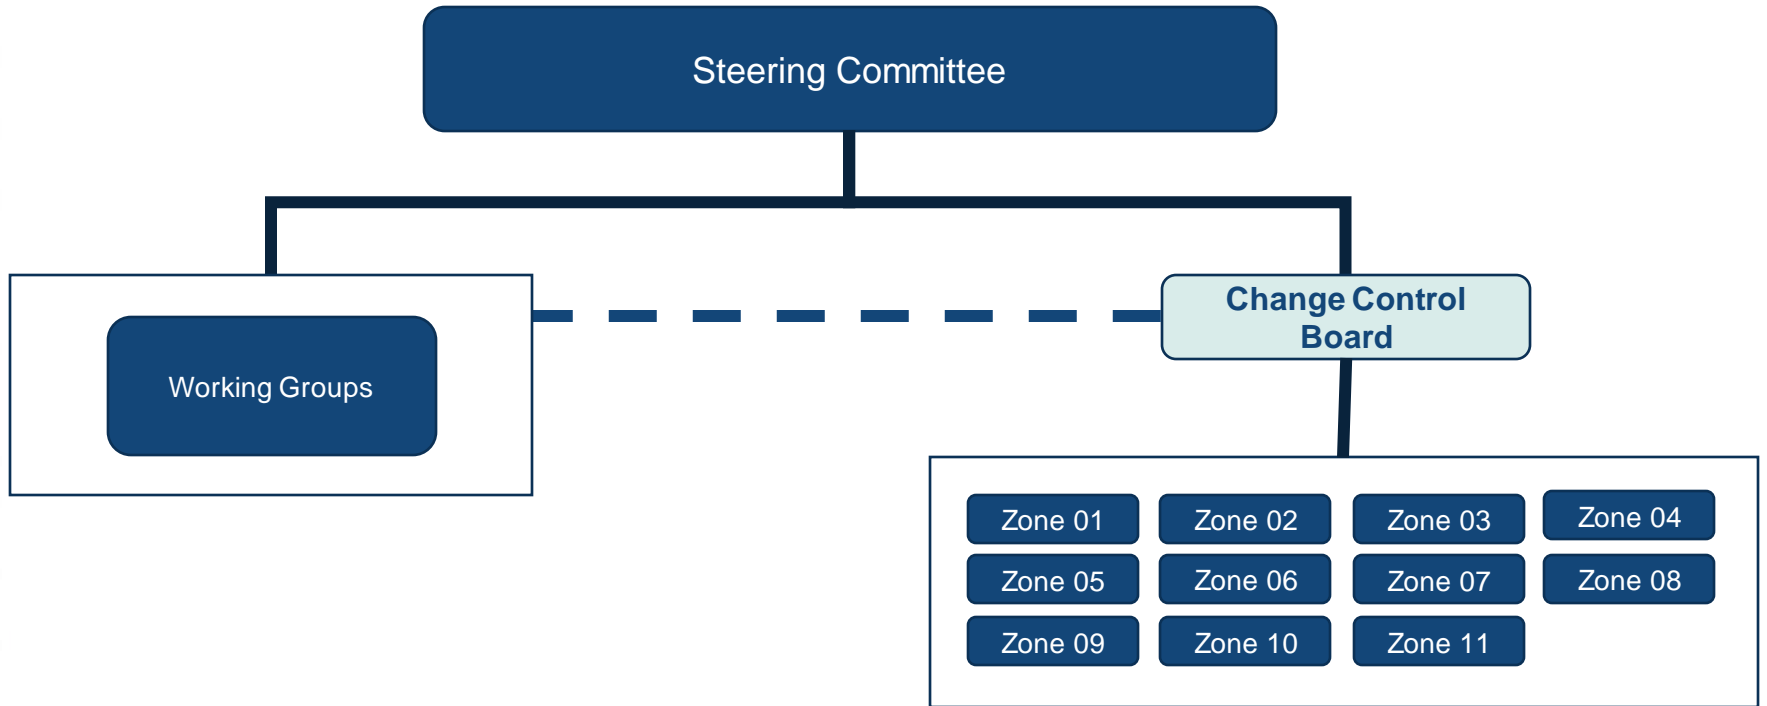 Steering Committee
Change Control
Board
Working Groups
Zone 01
Zone 02
Zone 03
Zone 04
Zone 05
Zone 06
Zone 07
Zone 08
Zone 09
Zone 10
Zone 11